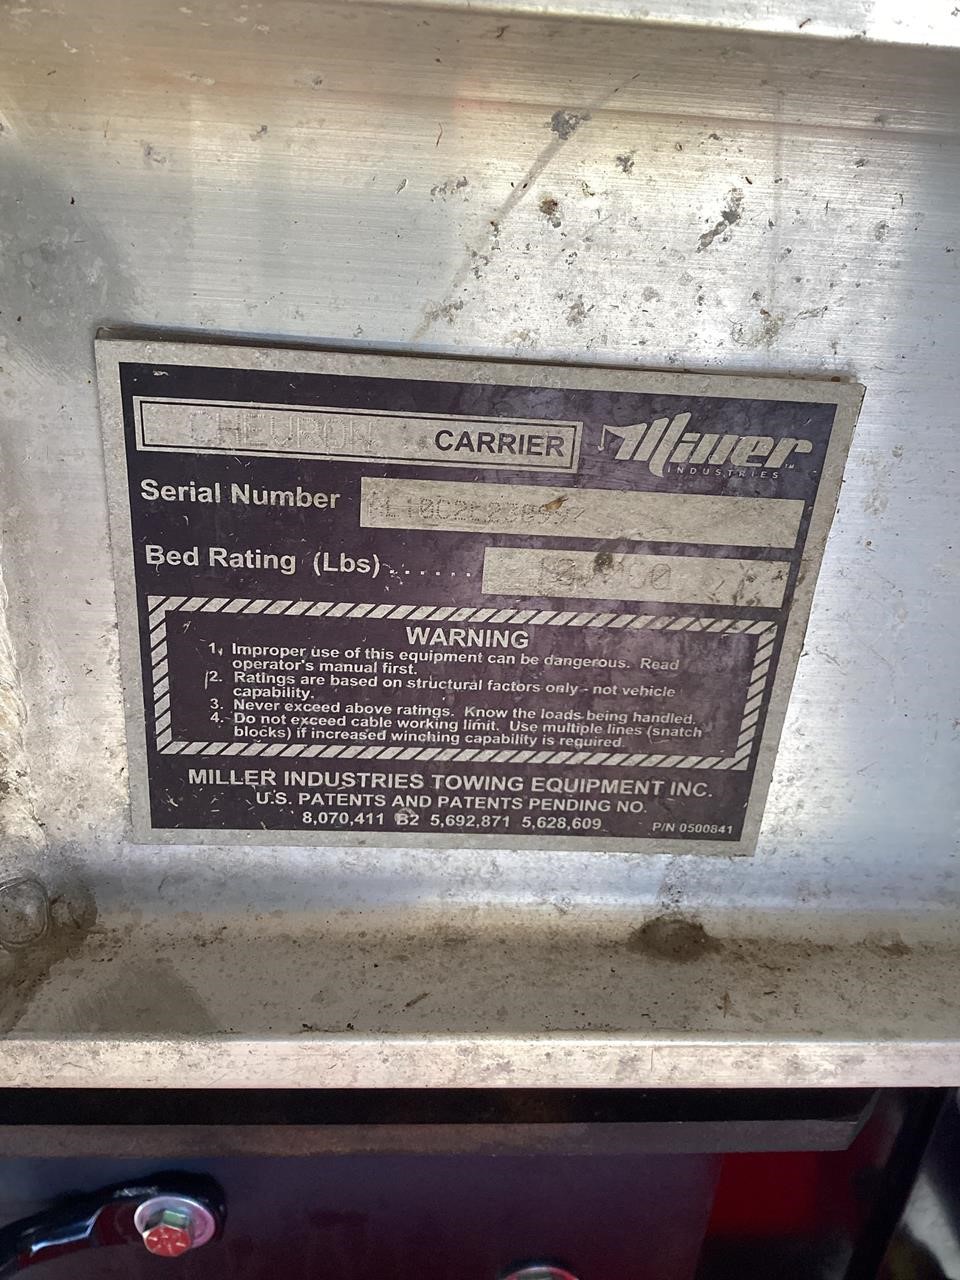 CHEVRON CARRIER
Miller
INDUSTRIES™
Serial Number
Bed Rating (Lbs).......
WARNING
1. Improper use of this equipment can be dangerous. Read
operator's manual first.
2. Ratings are based on structural factors only - not vehicle
capability.
3. Never exceed above ratings. Know the loads being handled.
4. Do not exceed cable working limit. Use multiple lines (snatch
blocks) if increased winching capability is required.
MILLER INDUSTRIES TOWING EQUIPMENT INC.
U.S. PATENTS AND PATENTS PENDING NO.
8,070,411 B2 5,692,871 5,628,609
P/N 0500841